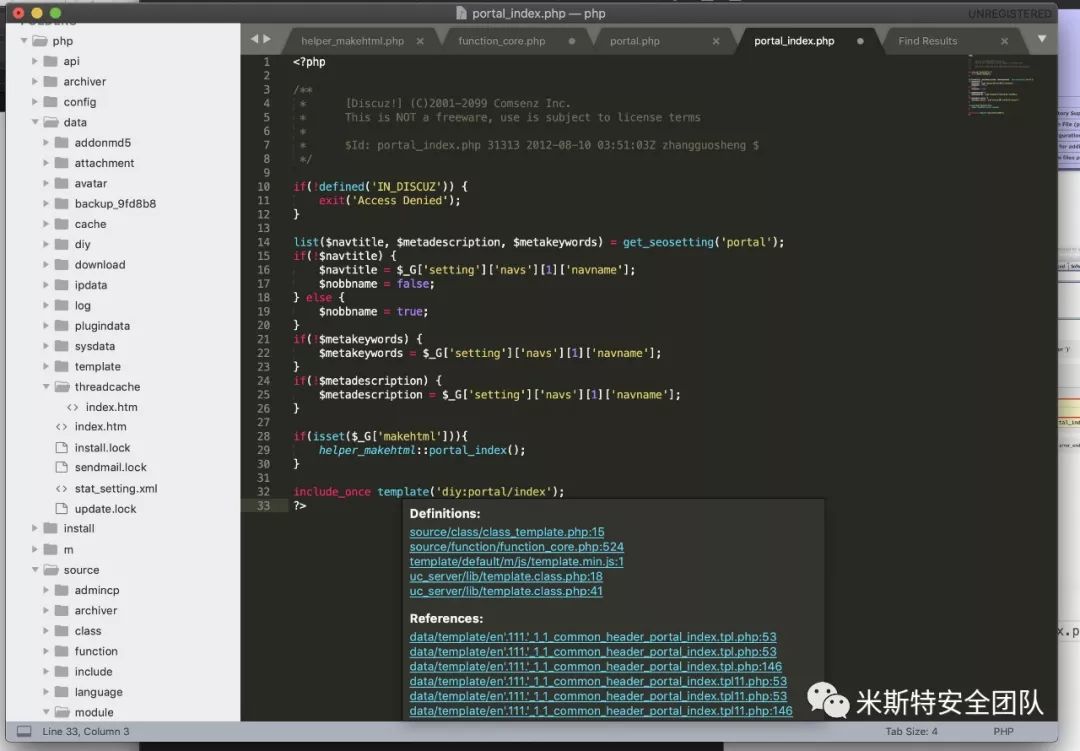 portal_index.php — php
UNREGISTERED
FOLDERS
php
api
archiver
config
data
addonmd5
attachment
avatar
backup_9fd8b8
cache
diy
download
ipdata
log
plugindata
sysdata
template
threadcache
index.htm
index.htm
install.lock
sendmail.lock
stat_setting.xml
update.lock
install
m
source
admincp
archiver
class
function
include
language
module
helper_makehtml.php
function_core.php
portal.php
portal_index.php
Find Results
1 <?php
2
3 /**
4 *      [Discuz!] (C)2001-2099 Comsenz Inc.
5 *      This is NOT a freeware, use is subject to license terms
6 *
7 *      $Id: portal_index.php 31313 2012-08-10 03:51:03Z zhangguosheng $
8 */
9
10 if(!defined('IN_DISCUZ')) {
11 exit('Access Denied');
12 }
13
14 list($navtitle, $metadescription, $metakeywords) = get_seosetting('portal');
15 if(!$navtitle) {
16 $navtitle = $_G['setting']['navs'][1]['navname'];
17 $nobbname = false;
18 } else {
19 $nobbname = true;
20 }
21 if(!$metakeywords) {
22 $metakeywords = $_G['setting']['navs'][1]['navname'];
23 }
24 if(!$metadescription) {
25 $metadescription = $_G['setting']['navs'][1]['navname'];
26 }
27
28 if(isset($_G['makehtml'])){
29 helper_makehtml::portal_index();
30 }
31
32 include_once template('diy:portal/index');
33 ?>
Definitions:
source/class/class_template.php:15
source/function/function_core.php:524
template/default/m/js/template.min.js:1
uc_server/lib/template.class.php:18
uc_server/lib/template.class.php:41
References:
data/template/en'.111.'_1_1_common_header_portal_index.tpl.php:53
data/template/en'.111.'_1_1_common_header_portal_index.tpl.php:53
data/template/en'.111.'_1_1_common_header_portal_index.tpl.php:146
data/template/en'.111.'_1_1_common_header_portal_index.tpl11.php:53
data/template/en'.111.'_1_1_common_header_portal_index.tpl11.php:53
data/template/en'.111.'_1_1_common_header_portal_index.tpl11.php:146
米斯特安全团队
Line 33, Column 3
Tab Size: 4
PHP